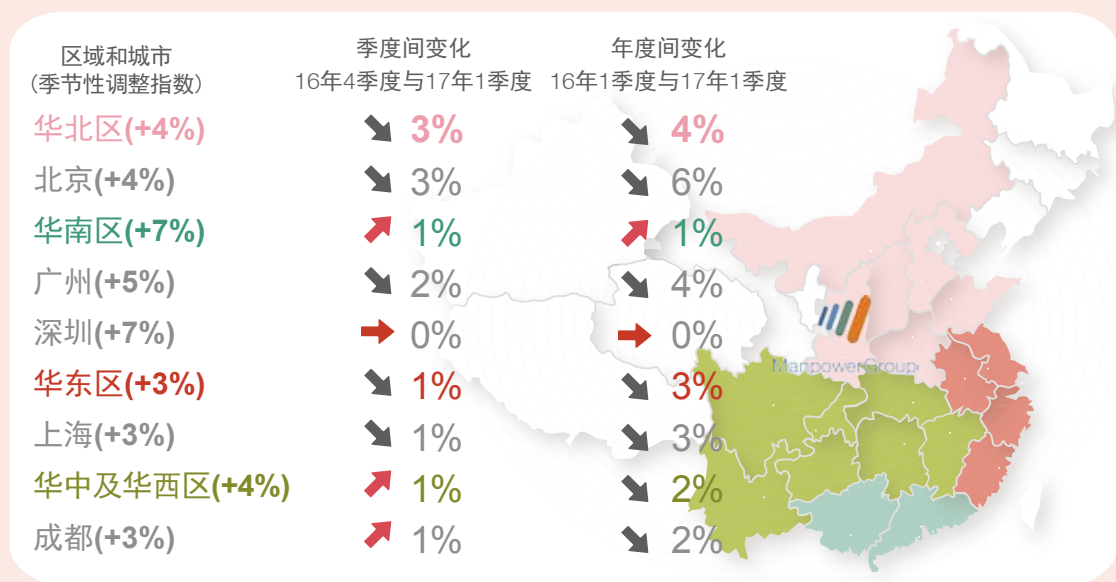 区域和城市
(季节性调整指数)
季度间变化
16年4季度与17年1季度
年度间变化
16年1季度与17年1季度
华北区(+4%) 3% 4%
北京(+4%) 3% 6%
华南区(+7%) 1% 1%
广州(+5%) 2% 4%
深圳(+7%) 0% 0%
华东区(+3%) 1% 3%
上海(+3%) 1% 3%
华中及华西区(+4%) 1% 2%
成都(+3%) 1% 2%
ManpowerGroup